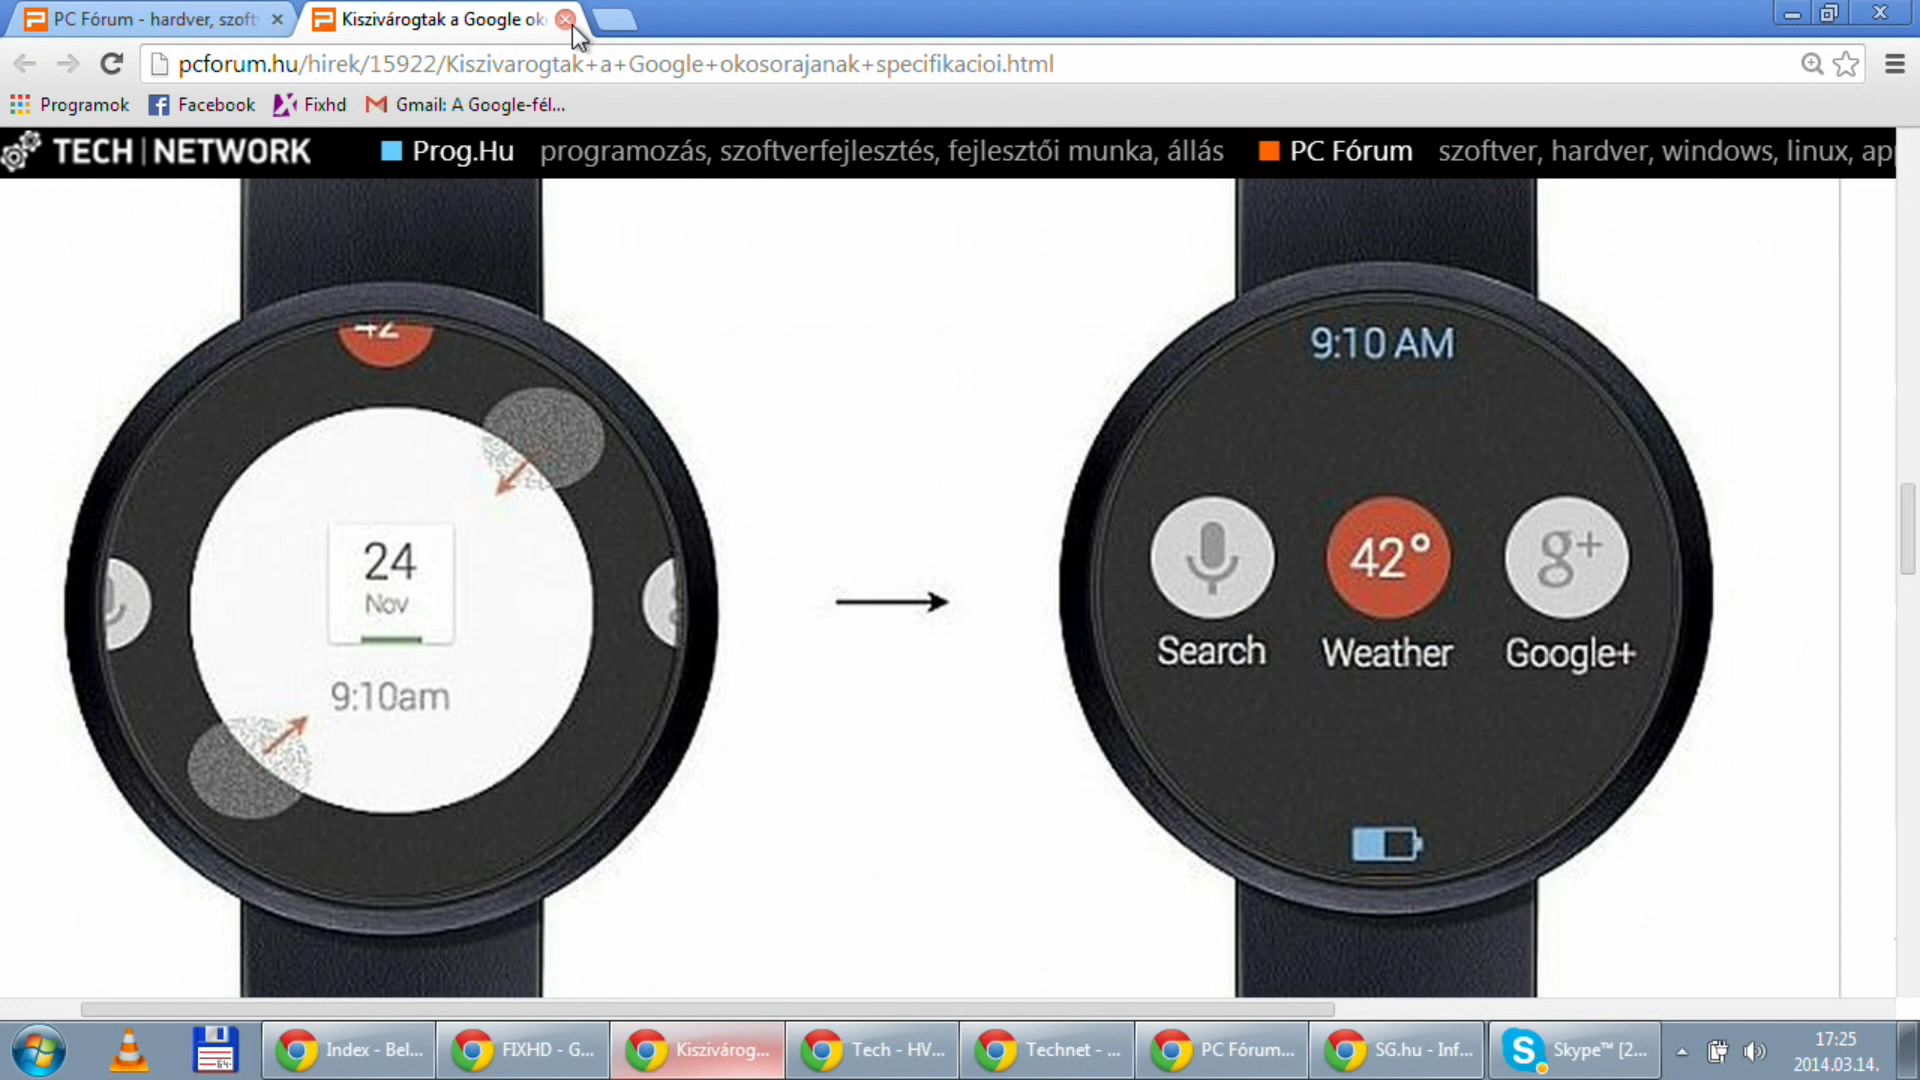 PC Fórum - hardver, szoft
Kiszivárogtak a Google ok
pcforum.hu/hirek/15922/Kiszivarogtak+a+Google+okosorajanak+specifikacioi.html
Programok Facebook Fixhd Gmail: A Google-fél...
TECH | NETWORK Prog.Hu programozás, szoftverfejlesztés, fejlesztői munka, állás PC Fórum szoftver, hardver, windows, linux, ap
42
24
Nov
9:10am
9:10 AM
42°
g+
Search Weather Google+
64
Index - Bel... FIXHD - G... Kiszivárog... Tech - HV... Technet - ... PC Fórum... SG.hu - Inf... Skype™ [2...
17:25
2014.03.14.